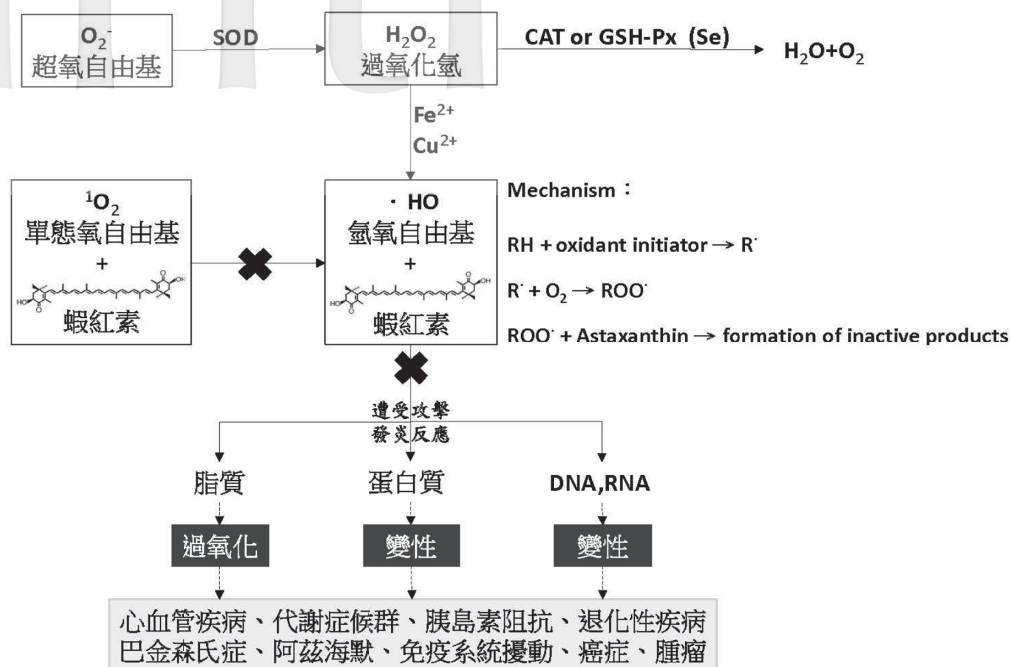 O₂⁻
超氧自由基
SOD
H₂O₂
過氧化氫
CAT or GSH-Px (Se)
H₂O+O₂
Fe²⁺
Cu²⁺
¹O₂
單態氧自由基
+
HO
O
OH
O
蝦紅素
· HO
氫氧自由基
+
HO
O
OH
O
蝦紅素
Mechanism：
RH + oxidant initiator → R˙
R˙ + O₂ → ROO˙
ROO˙ + Astaxanthin → formation of inactive products
遭受攻擊
發炎反應
脂質
蛋白質
DNA,RNA
過氧化
變性
變性
心血管疾病、代謝症候群、胰島素阻抗、退化性疾病
巴金森氏症、阿茲海默、免疫系統擾動、癌症、腫瘤